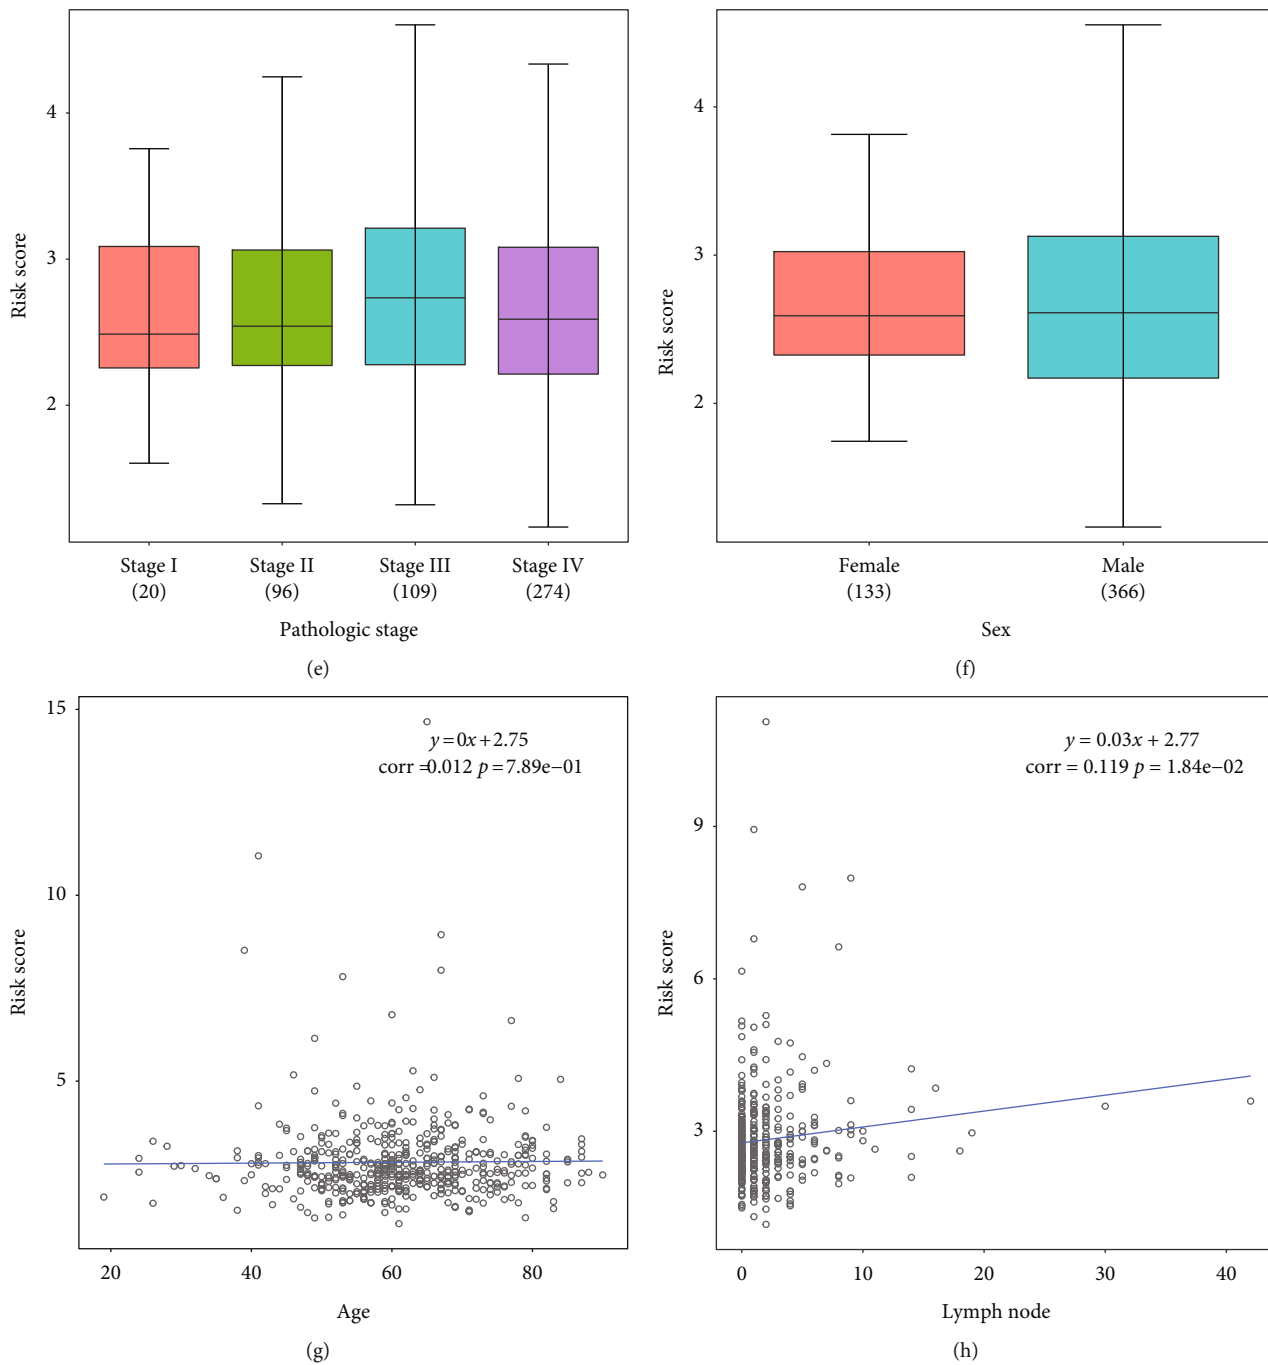 4
3
2
Risk score
Stage I
(20)
Stage II
(96)
Stage III
(109)
Stage IV
(274)
Pathologic stage
(e)
4
3
2
Risk score
Female
(133)
Male
(366)
Sex
(f)
15
10
5
Risk score
y=0x+2.75
corr =0.012 p=7.89e−01
20 40 60 80
Age
(g)
9
6
3
Risk score
y = 0.03x + 2.77
corr = 0.119 p = 1.84e−02
0 10 20 30 40
Lymph node
(h)